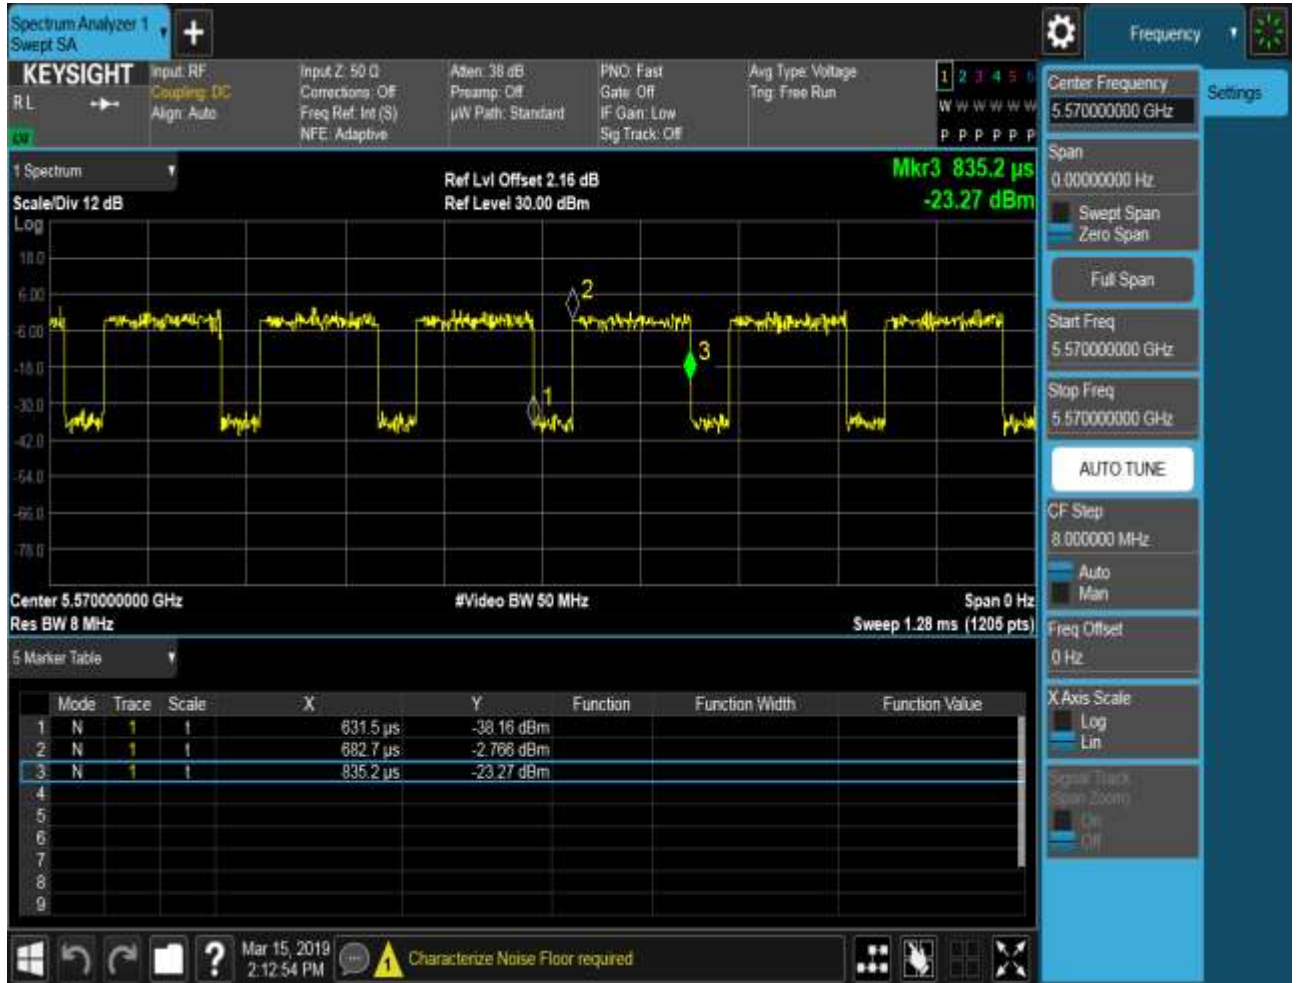 Spectrum Analyzer 1
Swept SA
+
Frequency
KEYSIGHT
RL
Input: RF
Coupling: DC
Align: Auto
Input Z: 50 Ω
Corrections: Off
Freq Ref: Int (S)
NFE: Adaptive
Atten: 38 dB
Preamp: Off
µW Path: Standard
PNO: Fast
Gate: Off
IF Gain: Low
Sig Track: Off
Avg Type: Voltage
Trig: Free Run
1 2 3 4 5 6
W W W W W W
P P P P P P
1 Spectrum
Scale/Div 12 dB
Ref Lvl Offset 2.16 dB
Ref Level 30.00 dBm
Mkr3 835.2 µs
-23.27 dBm
Log
18.0
6.00
-6.00
-18.0
-30.0
-42.0
-54.0
-66.0
-78.0
2
3
1
Center 5.570000000 GHz
Res BW 8 MHz
#Video BW 50 MHz
Span 0 Hz
Sweep 1.28 ms (1205 pts)
5 Marker Table
Mode Trace Scale X Y Function Function Width Function Value
1 N 1 t 631.5 µs -38.16 dBm
2 N 1 t 682.7 µs -2.766 dBm
3 N 1 t 835.2 µs -23.27 dBm
4
5
6
7
8
9
Mar 15, 2019
2:12:54 PM
?
1
Characterize Noise Floor required
Center Frequency
5.570000000 GHz
Settings
Span
0.00000000 Hz
Swept Span
Zero Span
Full Span
Start Freq
5.570000000 GHz
Stop Freq
5.570000000 GHz
AUTO TUNE
CF Step
8.000000 MHz
Auto
Man
Freq Offset
0 Hz
X Axis Scale
Log
Lin
Signal Track
(Span Zoom)
On
Off